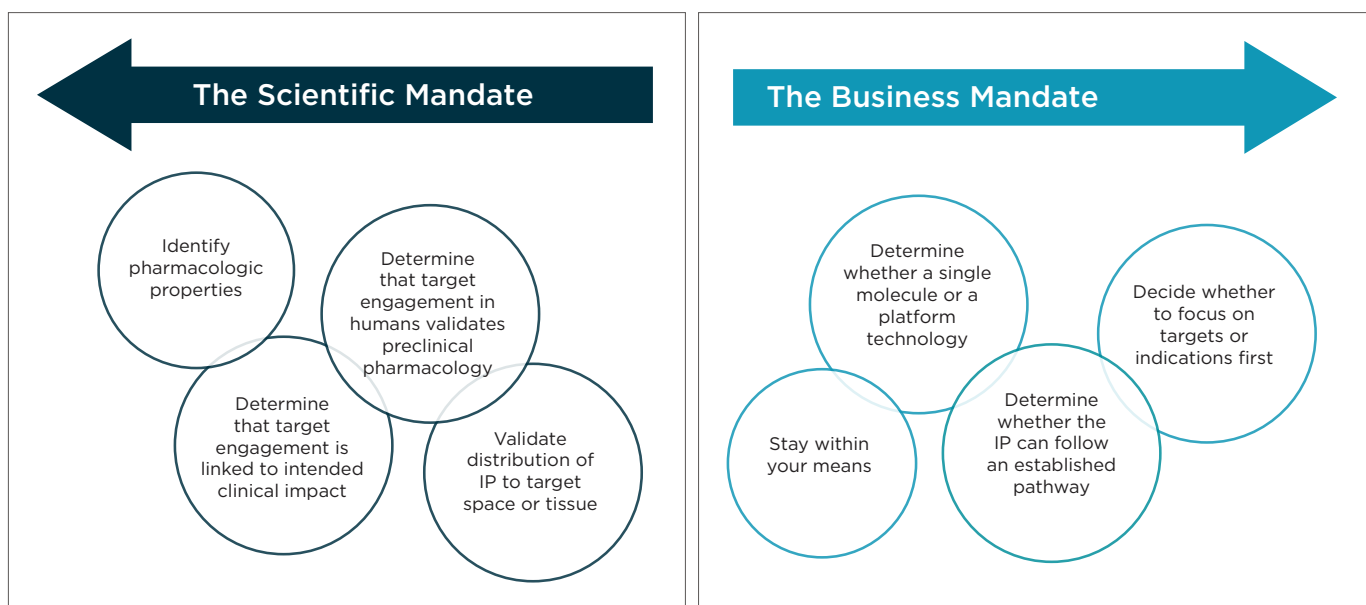 The Scientific Mandate
Identify
pharmacologic
properties
Determine
that target
engagement in
humans validates
preclinical
pharmacology
Determine
that target
engagement is
linked to intended
clinical impact
Validate
distribution of
IP to target
space or tissue
The Business Mandate
Determine
whether a single
molecule or a
platform
technology
Decide whether
to focus on
targets or
indications first
Stay within
your means
Determine
whether the
IP can follow
an established
pathway